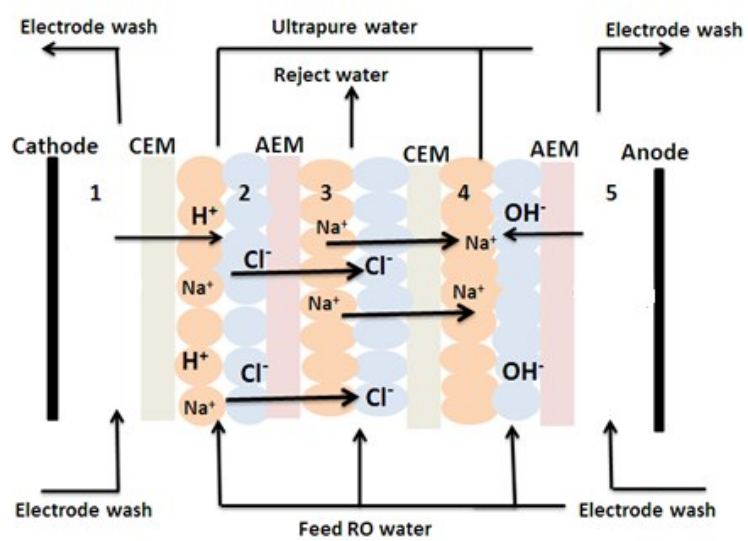 Electrode wash
Ultrapure water
Electrode wash
Reject water
Cathode
CEM
AEM
CEM
AEM
Anode
1
2
3
4
5
H⁺
Na⁺
OH⁻
Na⁺
Cl⁻
Cl⁻
Na⁺
Na⁺
Na⁺
H⁺
Cl⁻
OH⁻
Na⁺
Cl⁻
Electrode wash
Electrode wash
Feed RO water